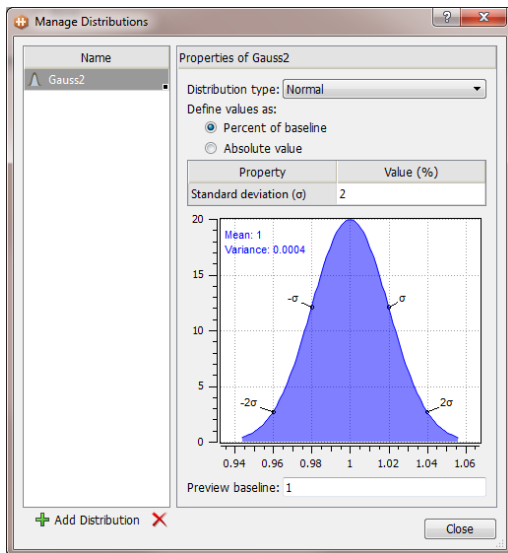 Manage Distributions
?
Name
Gauss2
Properties of Gauss2
Distribution type: Normal
Define values as:
Percent of baseline
Absolute value
Property Value (%)
Standard deviation (σ) 2
Mean: 1
Variance: 0.0004
20
15
10
5
0
-σ
σ
-2σ
2σ
0.94 0.96 0.98 1 1.02 1.04 1.06
Preview baseline: 1
Add Distribution
Close